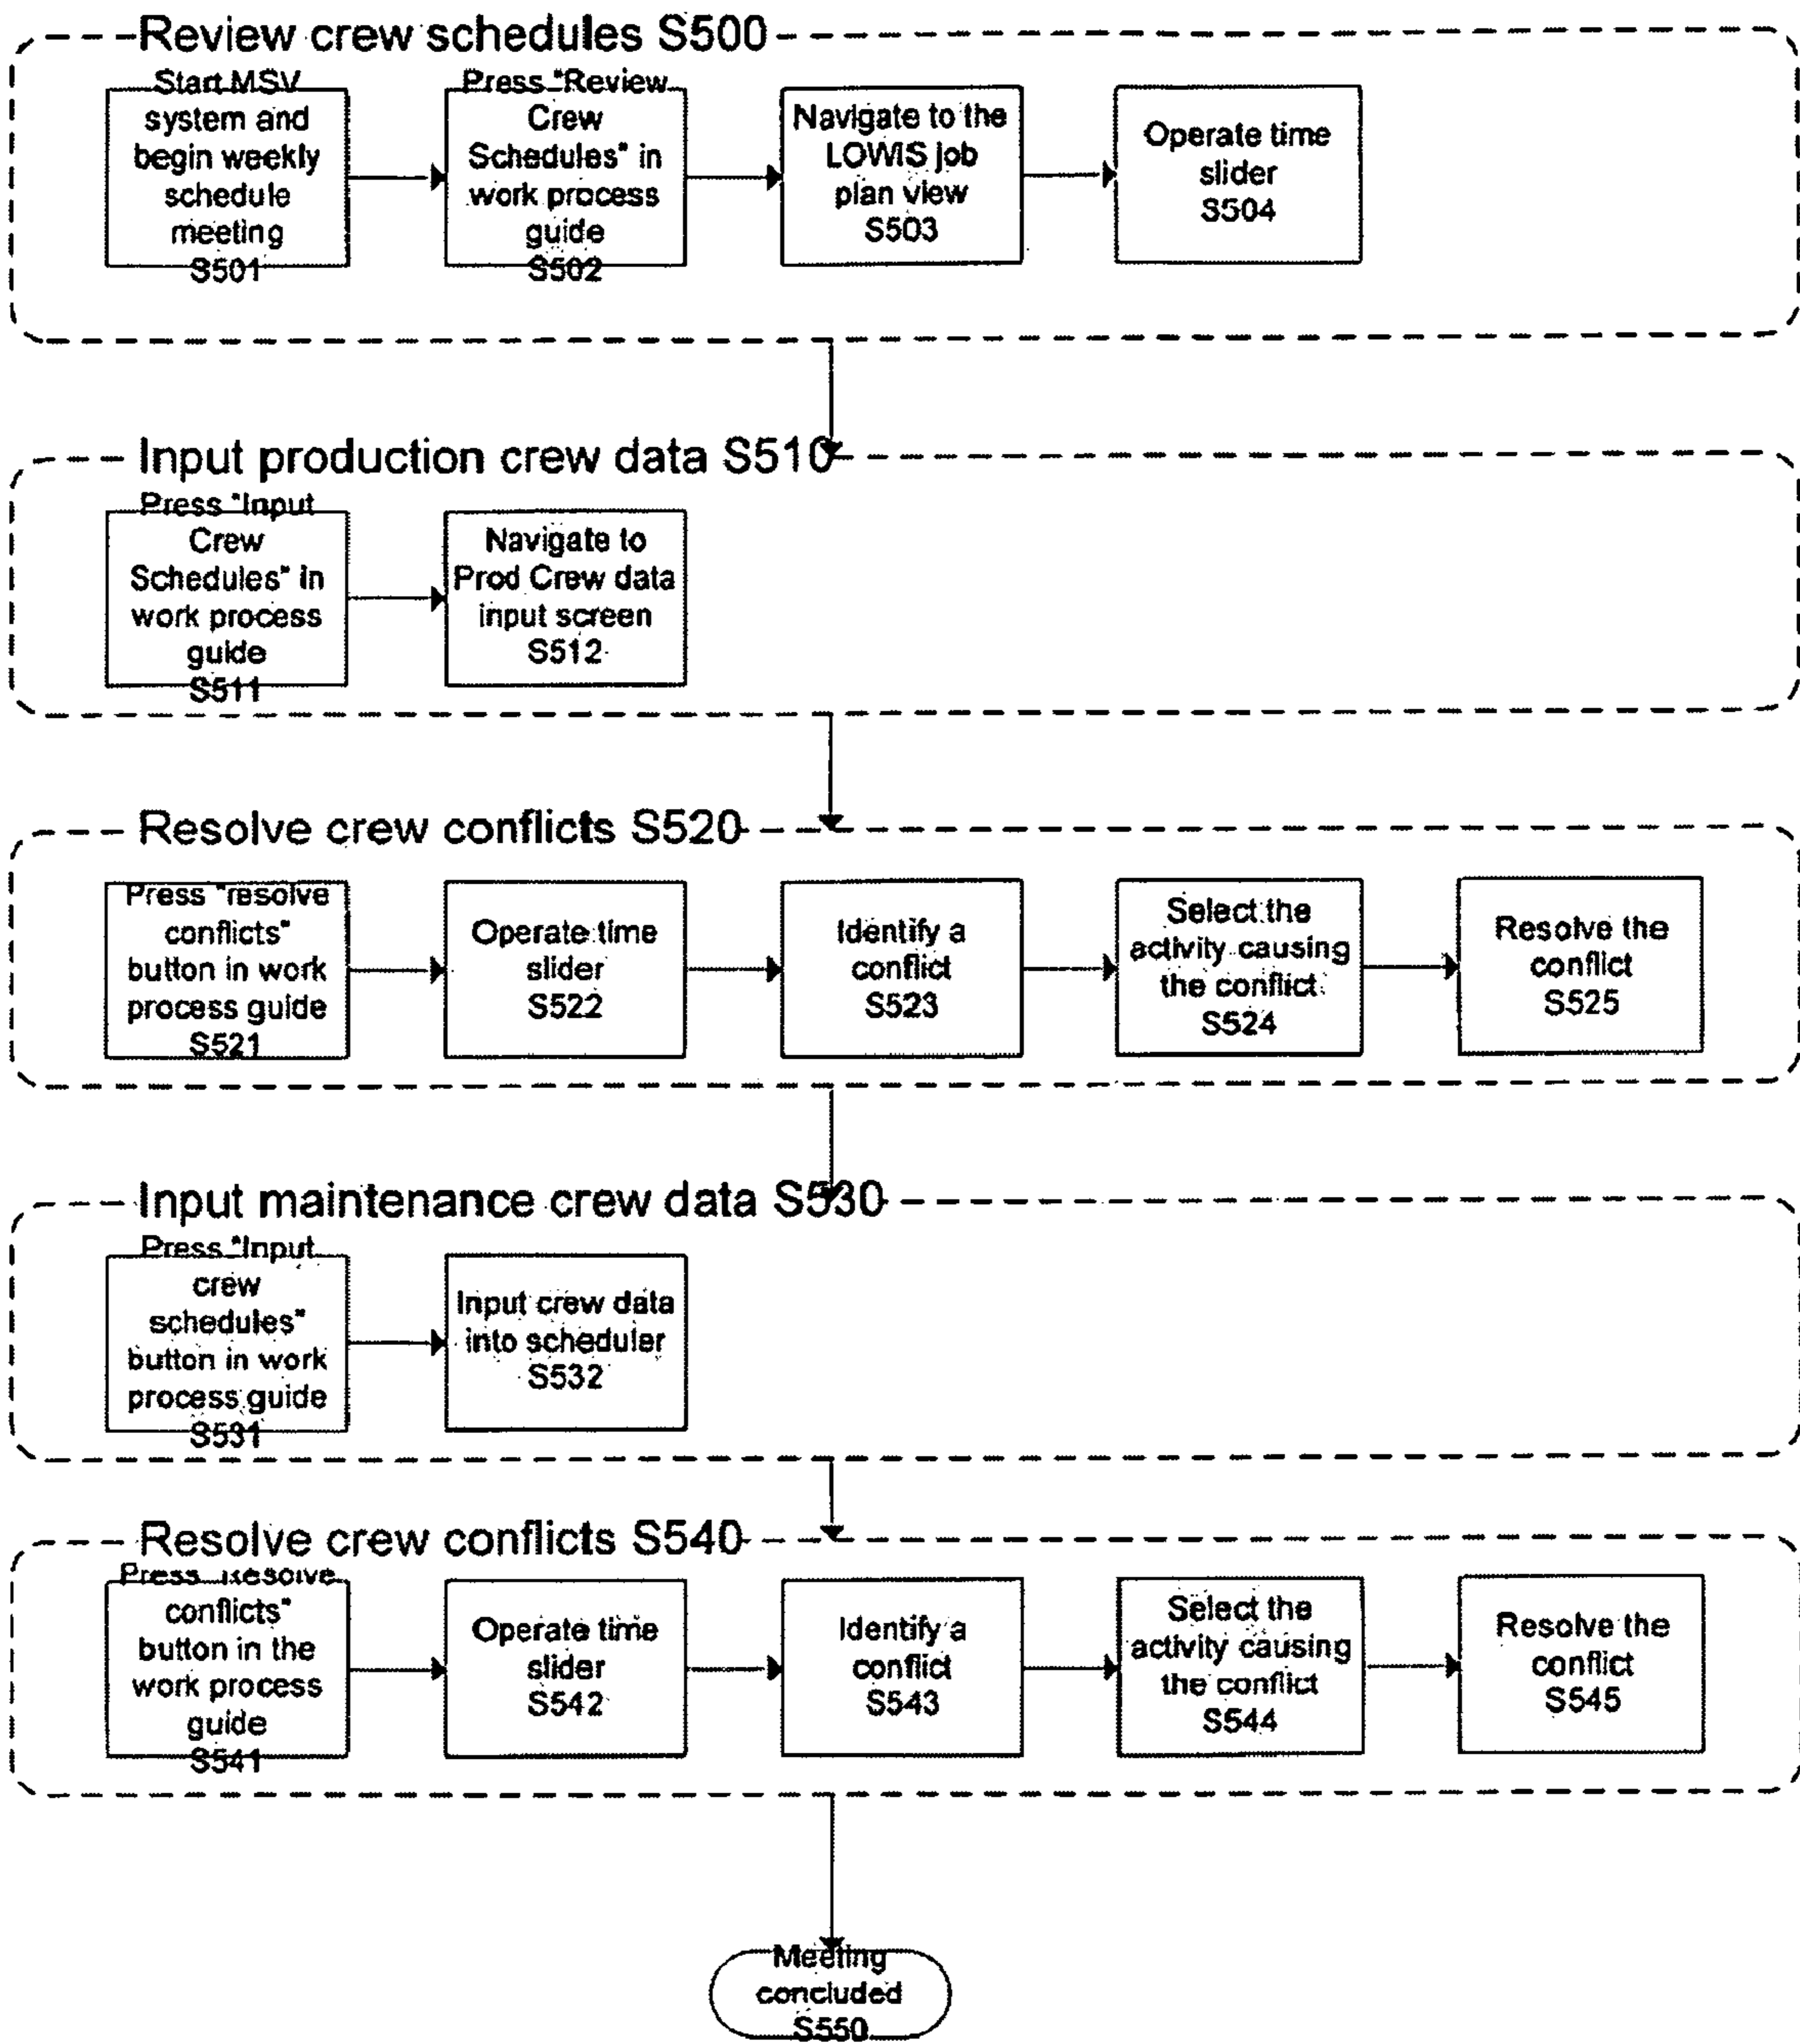 Review crew schedules S500
Start MSV
system and
begin weekly
schedule
meeting
S501
Press "Review
Crew
Schedules" in
work process
guide
S502
Navigate to the
LOWIS job
plan view
S503
Operate time
slider
S504
Input production crew data S510
Press "Input
Crew
Schedules" in
work process
guide
S511
Navigate to
Prod Crew data
input screen
S512
Resolve crew conflicts S520
Press "resolve
conflicts"
button in work
process guide
S521
Operate time
slider
S522
Identify a
conflict
S523
Select the
activity causing
the conflict
S524
Resolve the
conflict
S525
Input maintenance crew data S530
Press "Input
crew
schedules"
button in work
process guide
S531
Input crew data
into scheduler
S532
Resolve crew conflicts S540
Press "Resolve
conflicts"
button in the
work process
guide
S541
Operate time
slider
S542
Identify a
conflict
S543
Select the
activity causing
the conflict
S544
Resolve the
conflict
S545
Meeting
concluded
S550